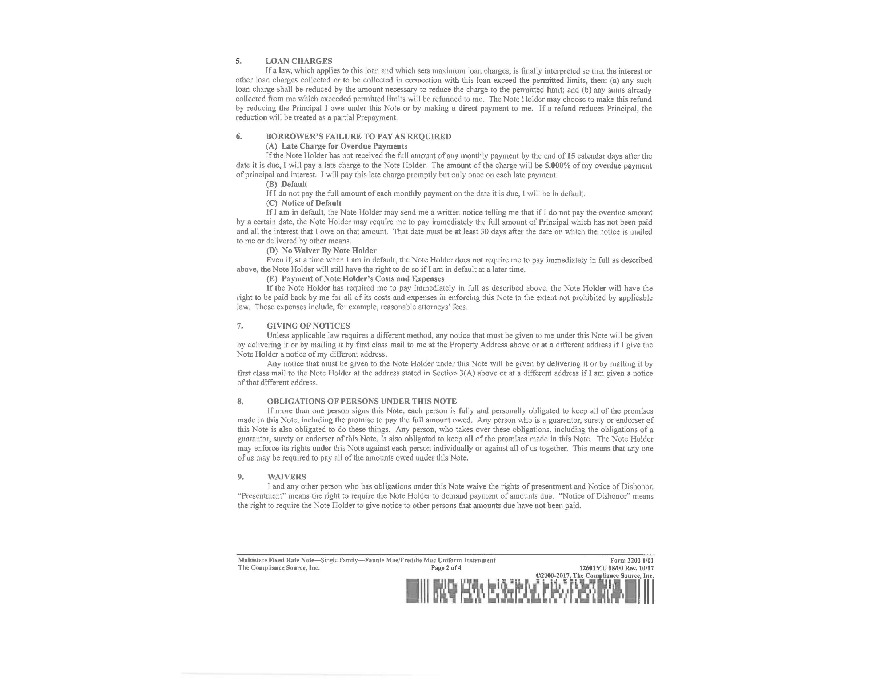 5. LOAN CHARGES
If a law, which applies to this loan and which sets maximum loan charges, is finally interpreted so that the interest or
other loan charges collected or to be collected in connection with this loan exceed the permitted limits, then: (a) any such
loan charge shall be reduced by the amount necessary to reduce the charge to the permitted limit; and (b) any sums already
collected from me which exceeded permitted limits will be refunded to me. The Note Holder may choose to make this refund
by reducing the Principal I owe under this Note or by making a direct payment to me. If a refund reduces Principal, the
reduction will be treated as a partial Prepayment.
6. BORROWER'S FAILURE TO PAY AS REQUIRED
(A) Late Charge for Overdue Payments
If the Note Holder has not received the full amount of any monthly payment by the end of 15 calendar days after the
date it is due, I will pay a late charge to the Note Holder. The amount of the charge will be 5.000% of my overdue payment
of principal and interest. I will pay this late charge promptly but only once on each late payment.
(B) Default
If I do not pay the full amount of each monthly payment on the date it is due, I will be in default.
(C) Notice of Default
If I am in default, the Note Holder may send me a written notice telling me that if I do not pay the overdue amount
by a certain date, the Note Holder may require me to pay immediately the full amount of Principal which has not been paid
and all the interest that I owe on that amount. That date must be at least 30 days after the date on which the notice is mailed
to me or delivered by other means.
(D) No Waiver By Note Holder
Even if, at a time when I am in default, the Note Holder does not require me to pay immediately in full as described
above, the Note Holder will still have the right to do so if I am in default at a later time.
(E) Payment of Note Holder's Costs and Expenses
If the Note Holder has required me to pay immediately in full as described above, the Note Holder will have the
right to be paid back by me for all of its costs and expenses in enforcing this Note to the extent not prohibited by applicable
law. Those expenses include, for example, reasonable attorneys' fees.
7. GIVING OF NOTICES
Unless applicable law requires a different method, any notice that must be given to me under this Note will be given
by delivering it or by mailing it by first class mail to me at the Property Address above or at a different address if I give the
Note Holder a notice of my different address.
Any notice that must be given to the Note Holder under this Note will be given by delivering it or by mailing it by
first class mail to the Note Holder at the address stated in Section 3(A) above or at a different address if I am given a notice
of that different address.
8. OBLIGATIONS OF PERSONS UNDER THIS NOTE
If more than one person signs this Note, each person is fully and personally obligated to keep all of the promises
made in this Note, including the promise to pay the full amount owed. Any person who is a guarantor, surety or endorser of
this Note is also obligated to do these things. Any person, who takes over these obligations, including the obligations of a
guarantor, surety or endorser of this Note, is also obligated to keep all of the promises made in this Note. The Note Holder
may enforce its rights under this Note against each person individually or against all of us together. This means that any one
of us may be required to pay all of the amounts owed under this Note.
9. WAIVERS
I and any other person who has obligations under this Note waive the rights of presentment and Notice of Dishonor.
"Presentment" means the right to require the Note Holder to demand payment of amounts due. "Notice of Dishonor" means
the right to require the Note Holder to give notice to other persons that amounts due have not been paid.
Multistate Fixed Rate Note—Single Family—Fannie Mae/Freddie Mac Uniform Instrument Form 3200 1/01
The Compliance Source, Inc. Page 2 of 4 Rev. 10/17
©2000-2017, The Compliance Source, Inc.